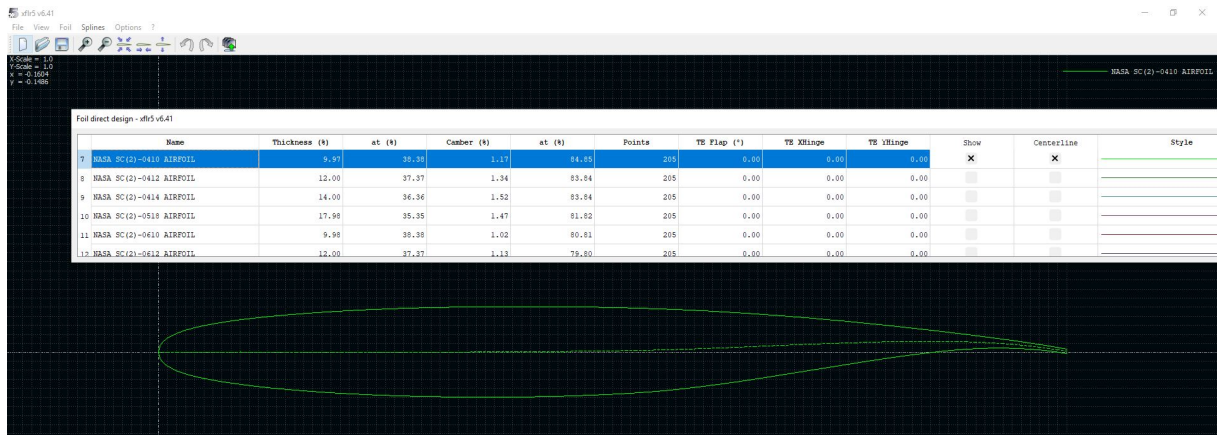 xflr5 v6.41
File View Foil Splines Options ?
X-Scale = 1.0
Y-Scale = 1.0
x = -0.1604
y = -0.1486
NASA SC(2)-0410 AIRFOIL
Foil direct design - xflr5 v6.41
Name Thickness (%) at (%) Camber (%) at (%) Points TE Flap (°) TE XHinge TE YHinge Show Centerline Style
7 NASA SC(2)-0410 AIRFOIL 9.97 38.38 1.17 84.85 205 0.00 0.00 0.00
8 NASA SC(2)-0412 AIRFOIL 12.00 37.37 1.34 83.84 205 0.00 0.00 0.00
9 NASA SC(2)-0414 AIRFOIL 14.00 36.36 1.52 83.84 205 0.00 0.00 0.00
10 NASA SC(2)-0518 AIRFOIL 17.98 35.35 1.47 81.82 205 0.00 0.00 0.00
11 NASA SC(2)-0610 AIRFOIL 9.98 38.38 1.02 80.81 205 0.00 0.00 0.00
12 NASA SC(2)-0612 AIRFOIL 12.00 37.37 1.13 79.80 205 0.00 0.00 0.00